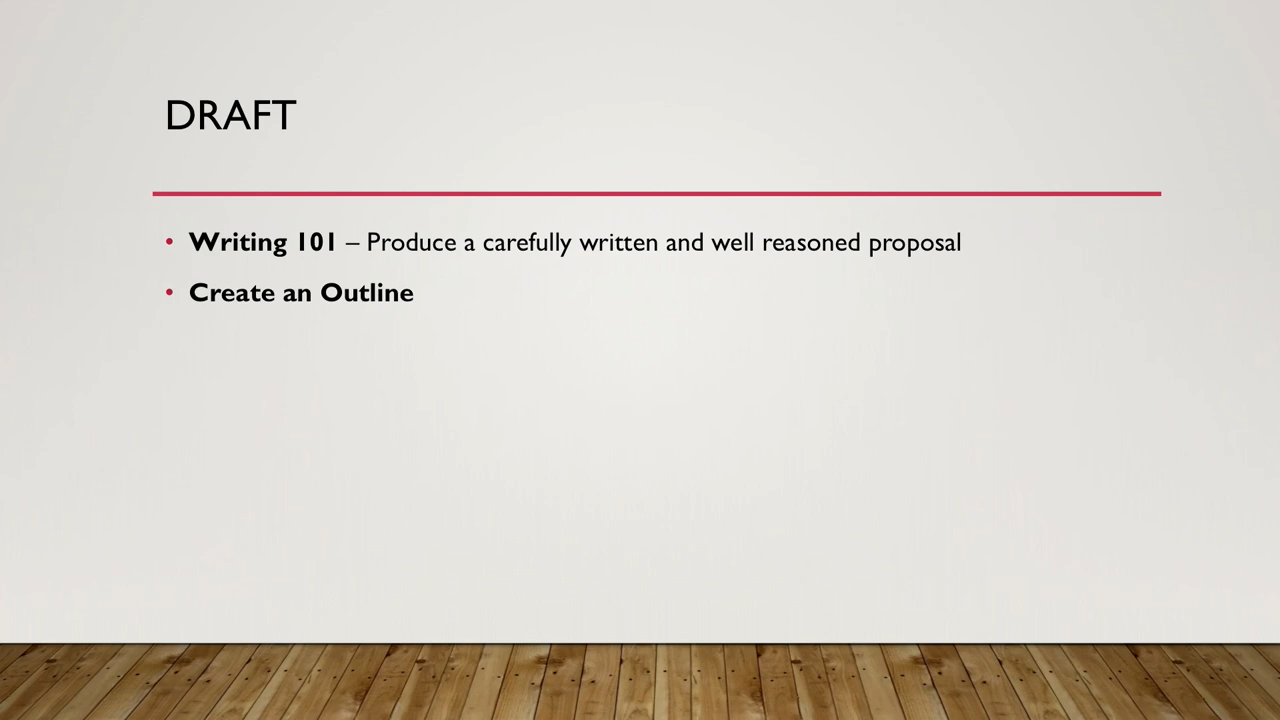 DRAFT
• Writing 101 – Produce a carefully written and well reasoned proposal
• Create an Outline